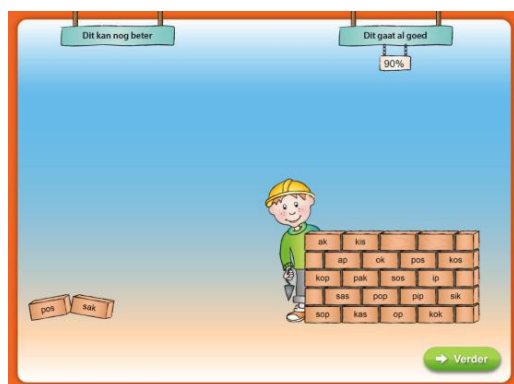 Dit kan nog beter
Dit gaat al goed
90%
ak kis
ap ok pos kos
kop pak sos ip
sas pop pip sik
sop kas op kok
pos sak
Verder